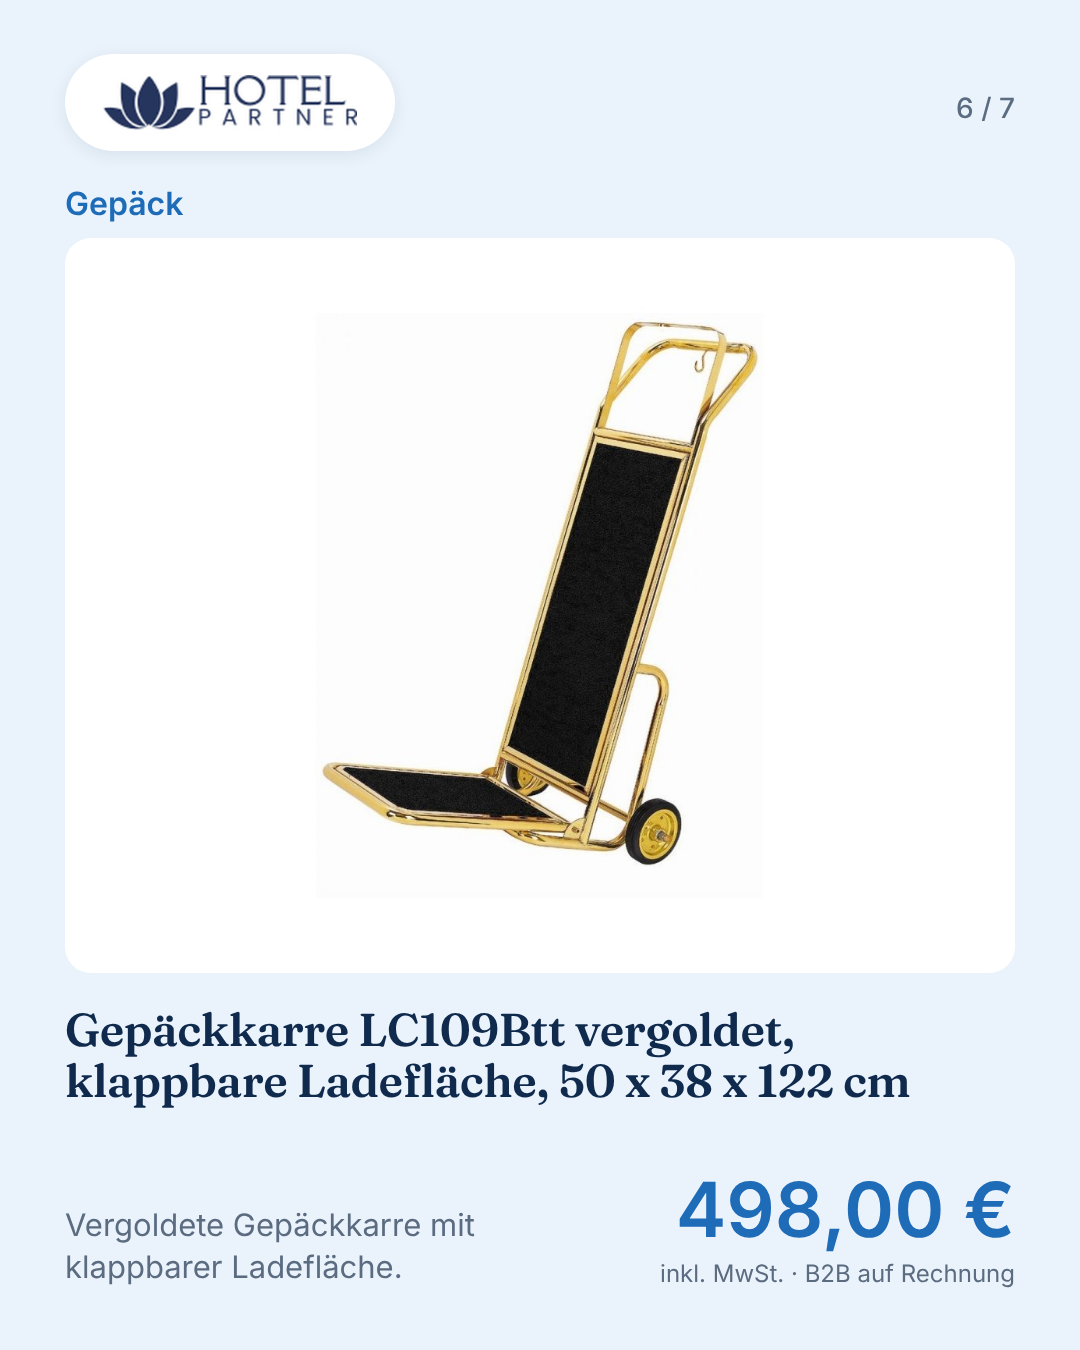 HOTEL
PARTNER
6 / 7
Gepäck
Gepäckkarre LC109Btt vergoldet,
klappbare Ladefläche, 50 x 38 x 122 cm
Vergoldete Gepäckkarre mit
klappbarer Ladefläche.
498,00 €
inkl. MwSt. · B2B auf Rechnung